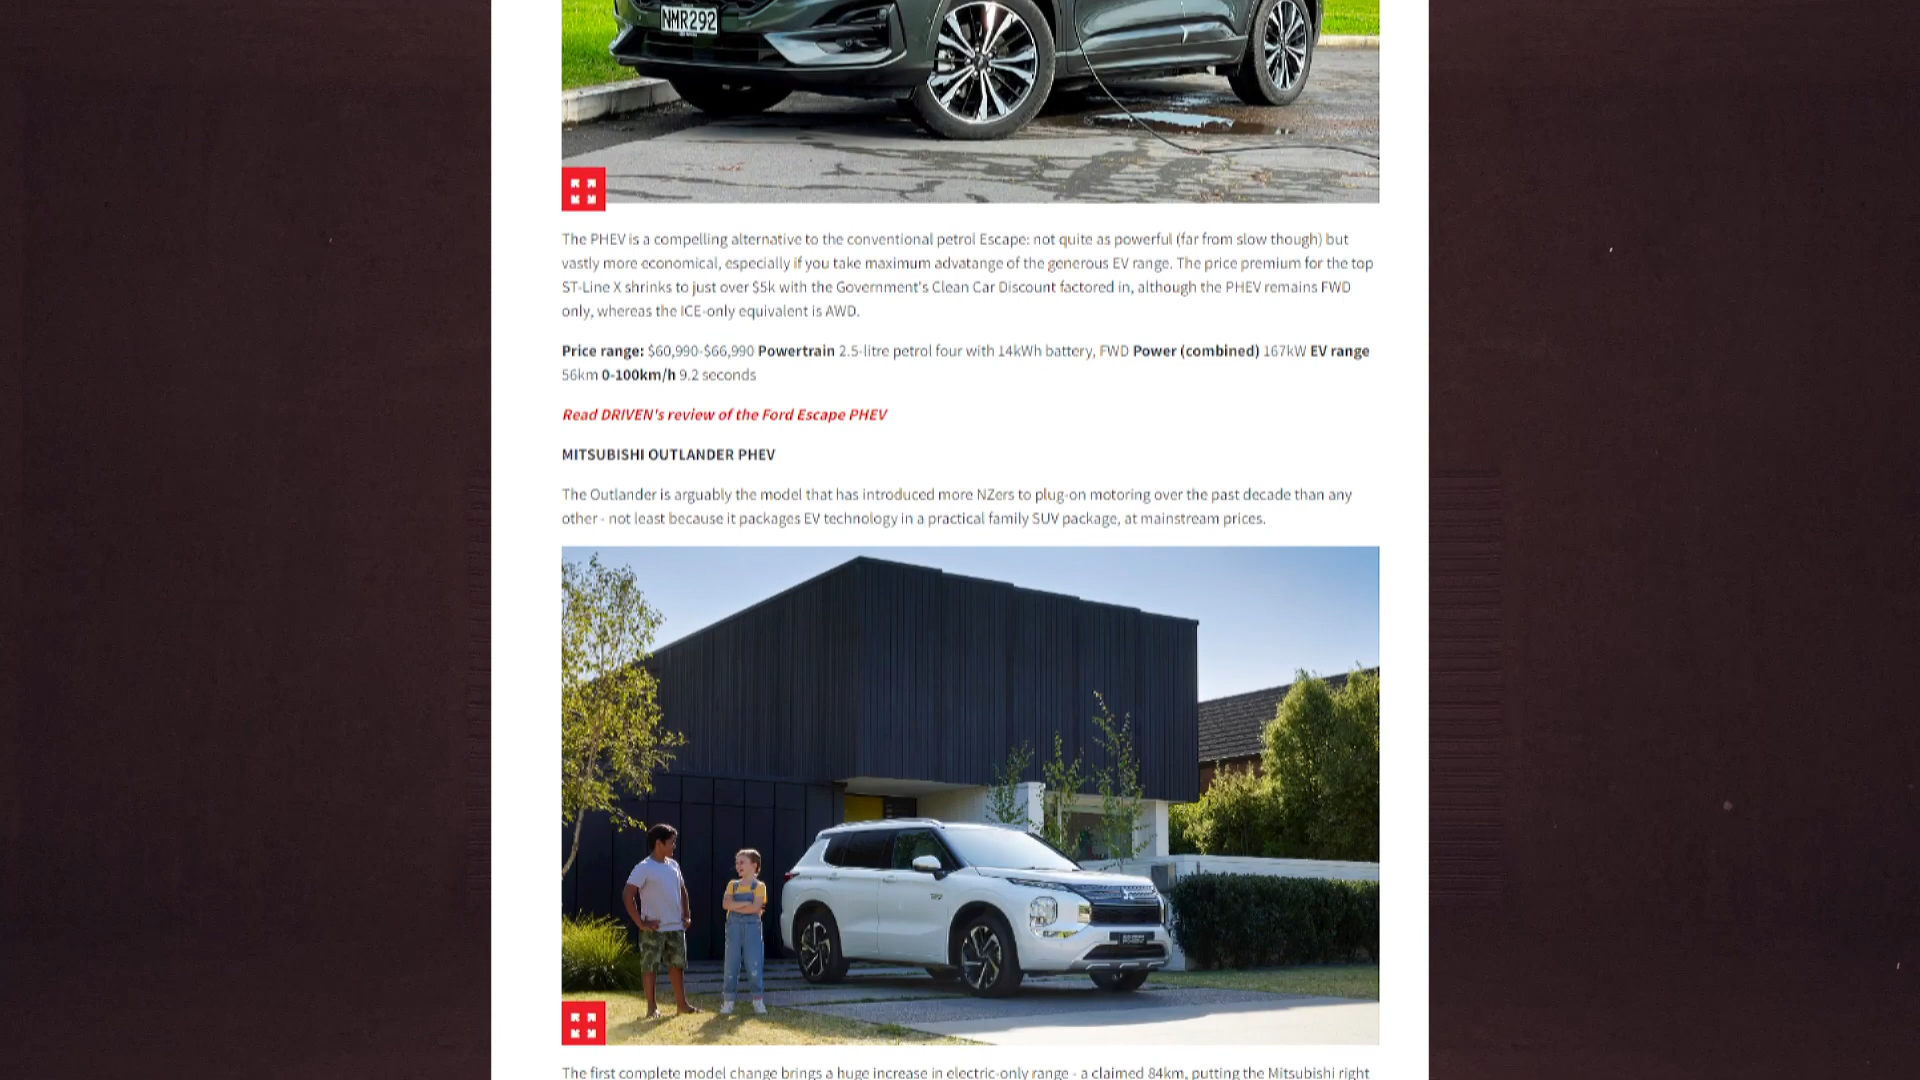 NMR292
The PHEV is a compelling alternative to the conventional petrol Escape: not quite as powerful (far from slow though) but
vastly more economical, especially if you take maximum advatange of the generous EV range. The price premium for the top
ST-Line X shrinks to just over $5k with the Government's Clean Car Discount factored in, although the PHEV remains FWD
only, whereas the ICE-only equivalent is AWD.
Price range: $60,990-$66,990 Powertrain 2.5-litre petrol four with 14kWh battery, FWD Power (combined) 167kW EV range
56km 0-100km/h 9.2 seconds
Read DRIVEN's review of the Ford Escape PHEV
MITSUBISHI OUTLANDER PHEV
The Outlander is arguably the model that has introduced more NZers to plug-on motoring over the past decade than any
other - not least because it packages EV technology in a practical family SUV package, at mainstream prices.
The first complete model change brings a huge increase in electric-only range - a claimed 84km, putting the Mitsubishi right